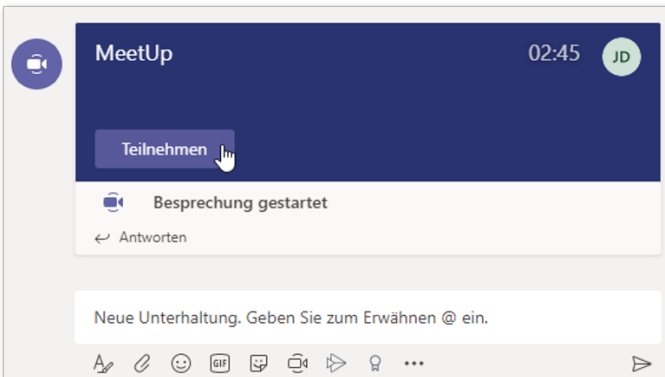 MeetUp 02:45 JD
Teilnehmen
Besprechung gestartet
Antworten
Neue Unterhaltung. Geben Sie zum Erwähnen @ ein.
GIF